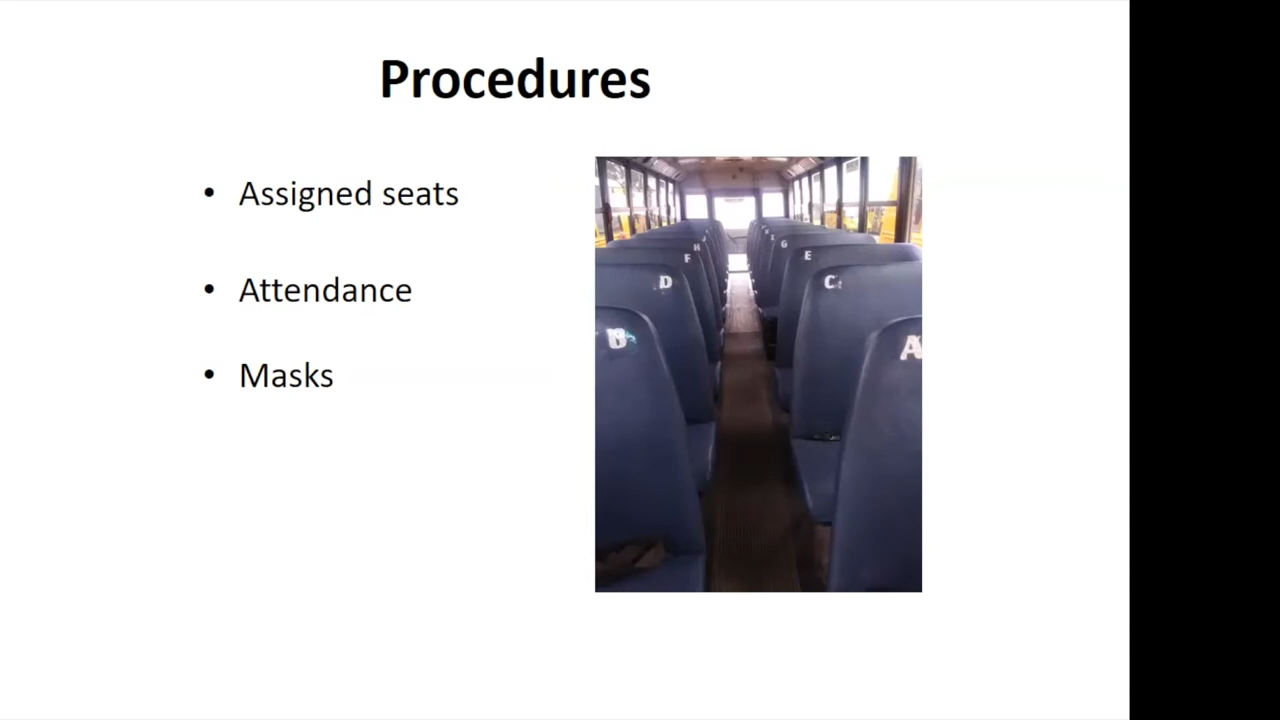 Procedures
• Assigned seats
• Attendance
• Masks
H
F
D
B
G
E
C
A